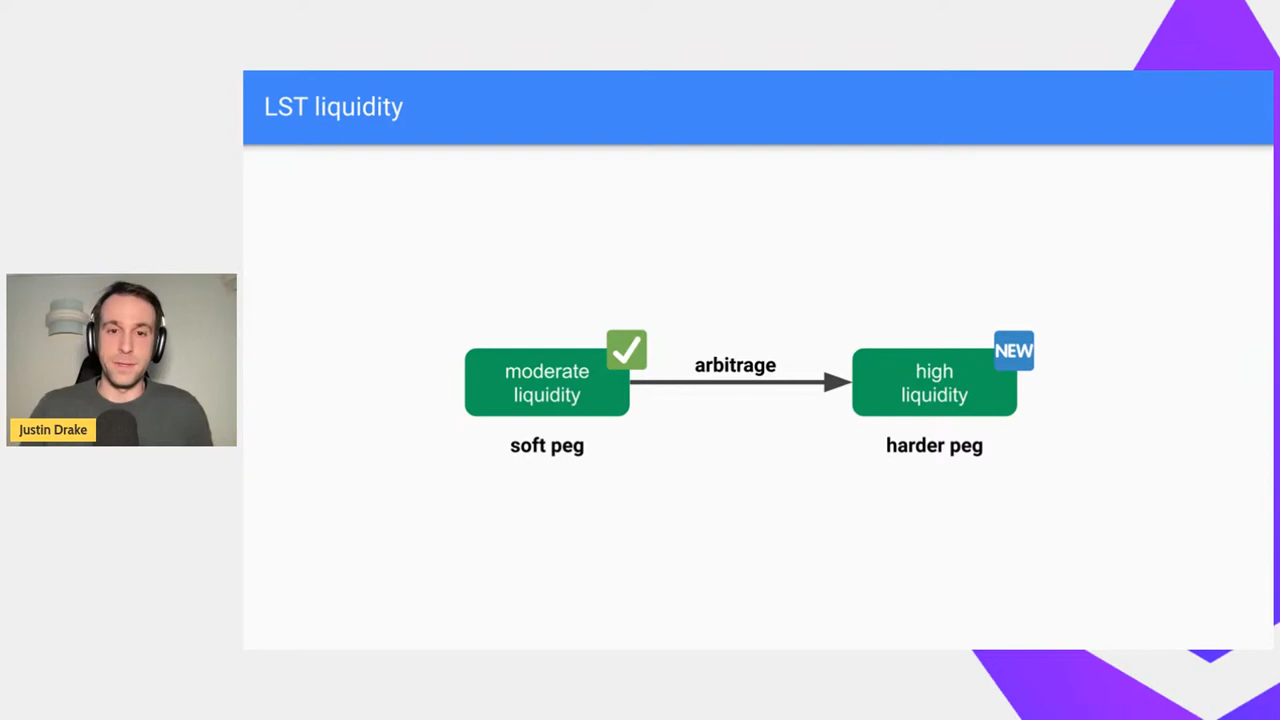 LST liquidity
moderate
liquidity
soft peg
arbitrage
NEW
high
liquidity
harder peg
Justin Drake